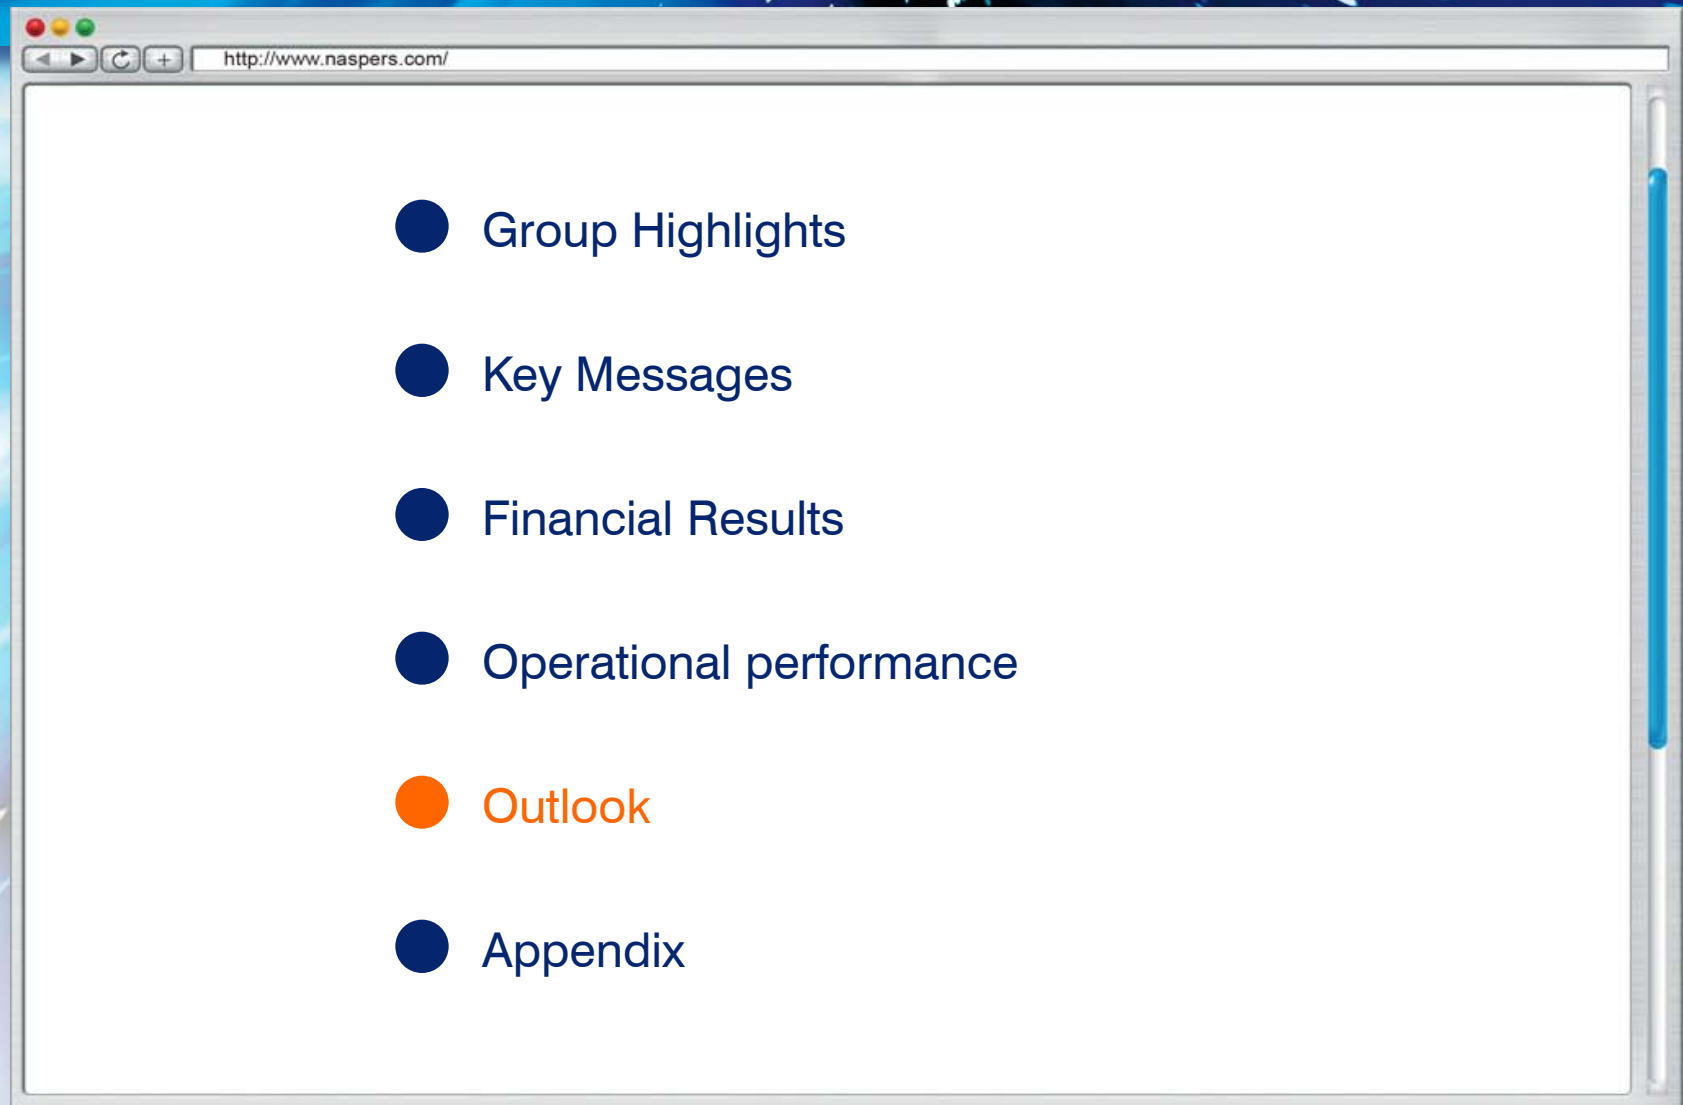 http://www.naspers.com/
Group Highlights
Key Messages
Financial Results
Operational performance
Outlook
Appendix